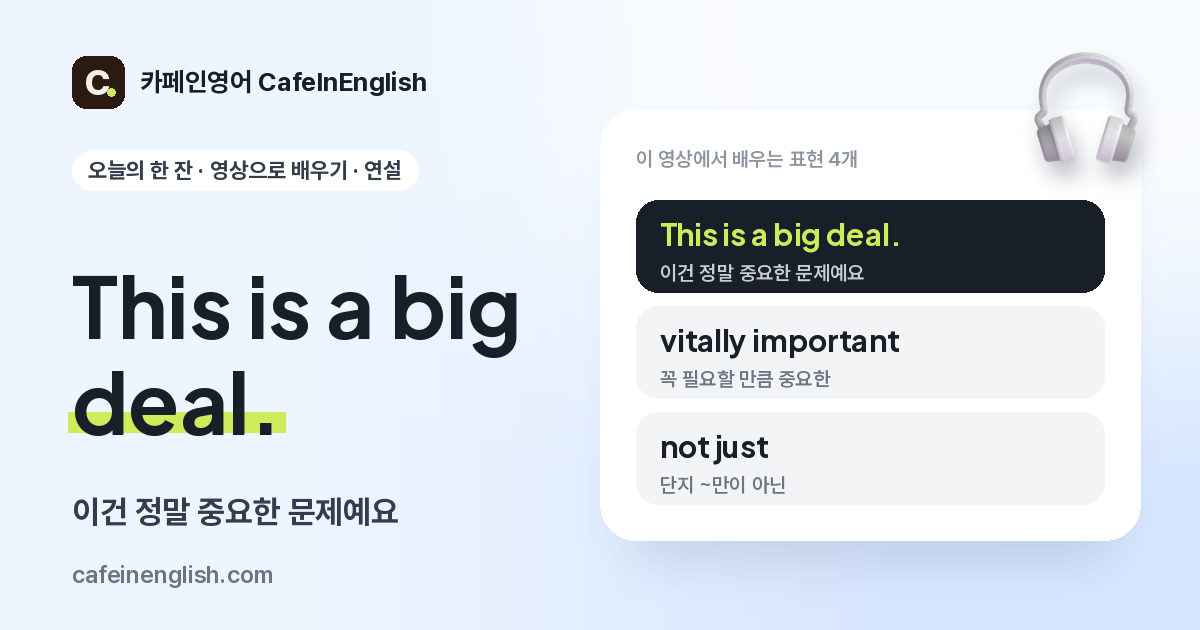 C
카페인영어 CafeInEnglish
오늘의 한 잔 · 영상으로 배우기 · 연설
This is a big
deal.
이건 정말 중요한 문제예요
cafeinenglish.com
이 영상에서 배우는 표현 4개
This is a big deal.
이건 정말 중요한 문제예요
vitally important
꼭 필요할 만큼 중요한
not just
단지 ~만이 아닌